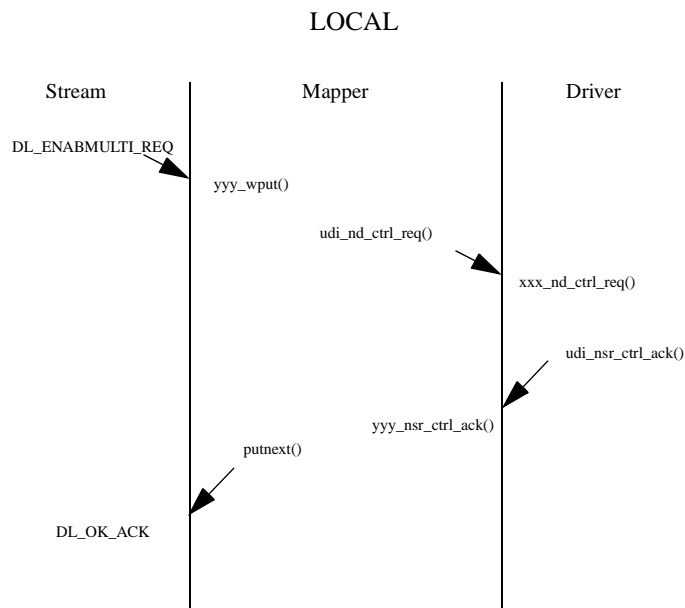 LOCAL
Stream
Mapper
Driver
DL_ENABMULTI_REQ
yyy_wput()
udi_nd_ctrl_req()
xxx_nd_ctrl_req()
udi_nsr_ctrl_ack()
yyy_nsr_ctrl_ack()
putnext()
DL_OK_ACK